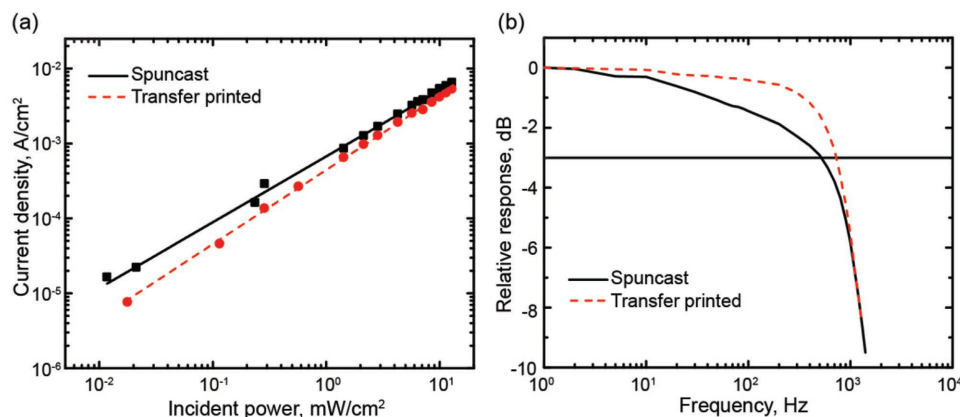 (a)
Current density, A/cm²
10⁻²
10⁻³
10⁻⁴
10⁻⁵
10⁻⁶
Spuncast
Transfer printed
10⁻² 10⁻¹ 10⁰ 10¹
Incident power, mW/cm²
(b)
Relative response, dB
0
-2
-4
-6
-8
-10
Spuncast
Transfer printed
10⁰ 10¹ 10² 10³ 10⁴
Frequency, Hz